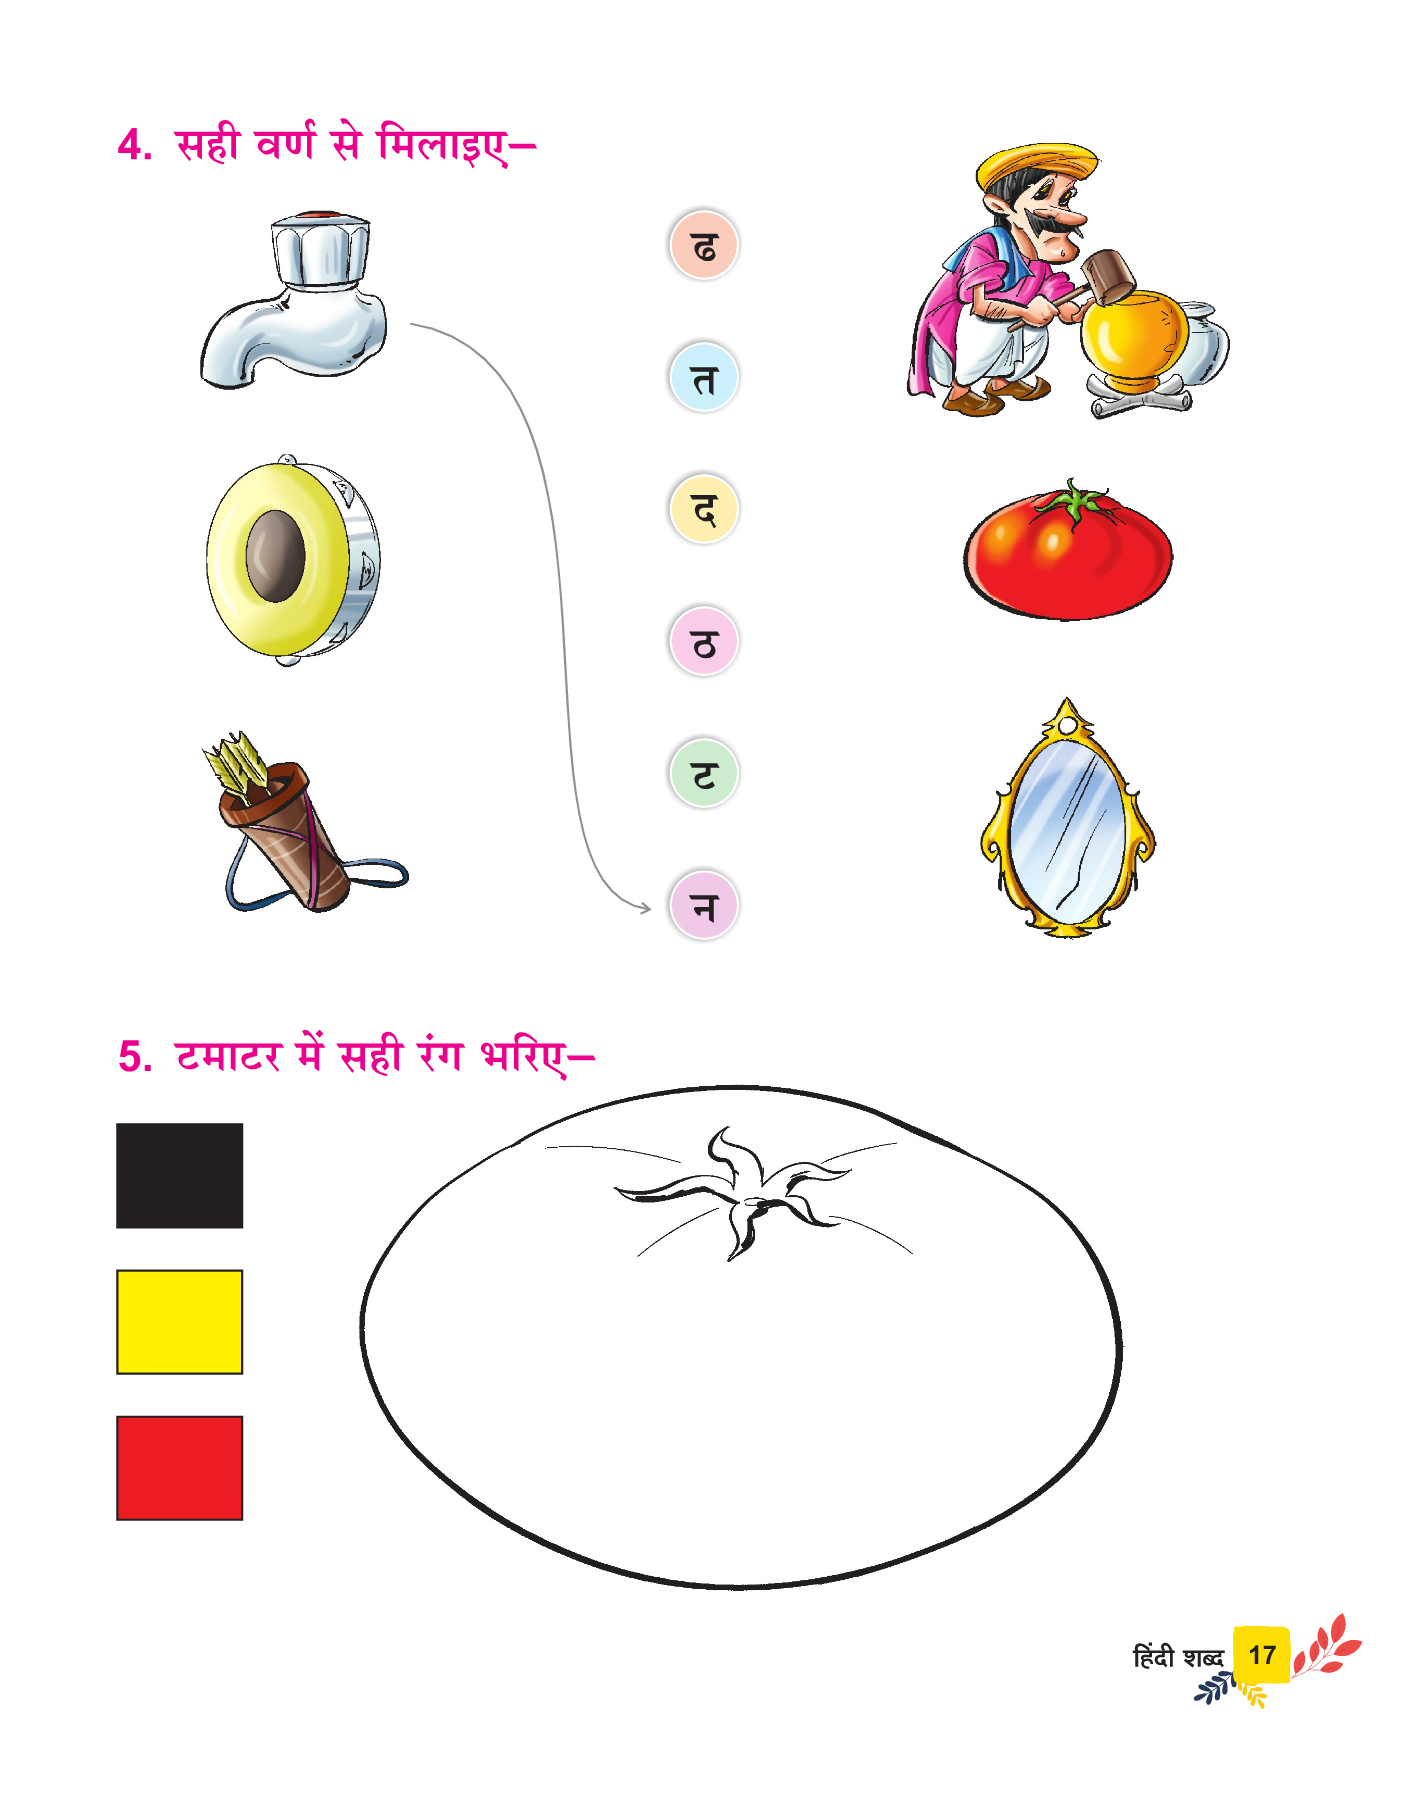 4. सही वर्ण से मिलाइए–
ढ
त
द
ठ
ट
न
5. टमाटर में सही रंग भरिए–
हिंदी शब्द 17